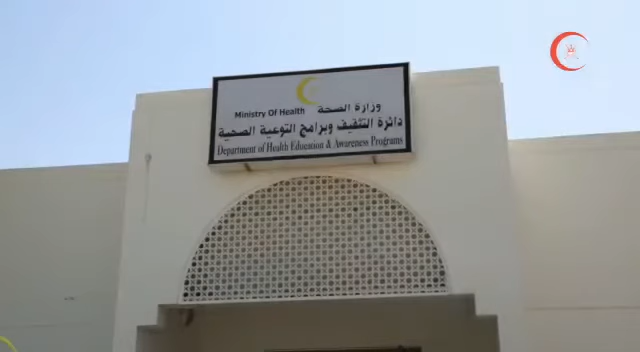 Ministry Of Health وزارة الصحة
دائرة التثقيف وبرامج التوعية الصحية
Department of Health Education & Awareness Programs